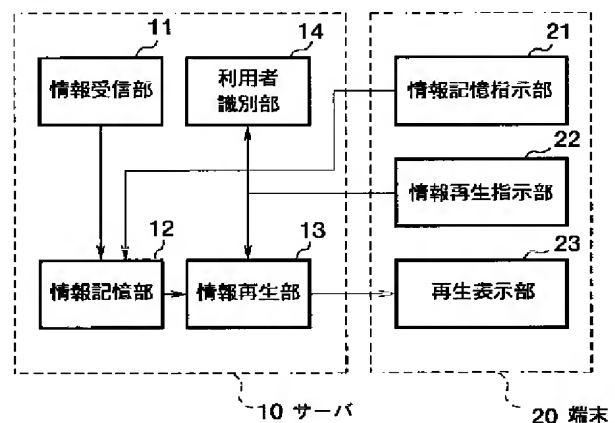 11
情報受信部
14
利用者
識別部
21
情報記憶指示部
22
情報再生指示部
12
情報記憶部
13
情報再生部
23
再生表示部
10 サーバ
20 端末